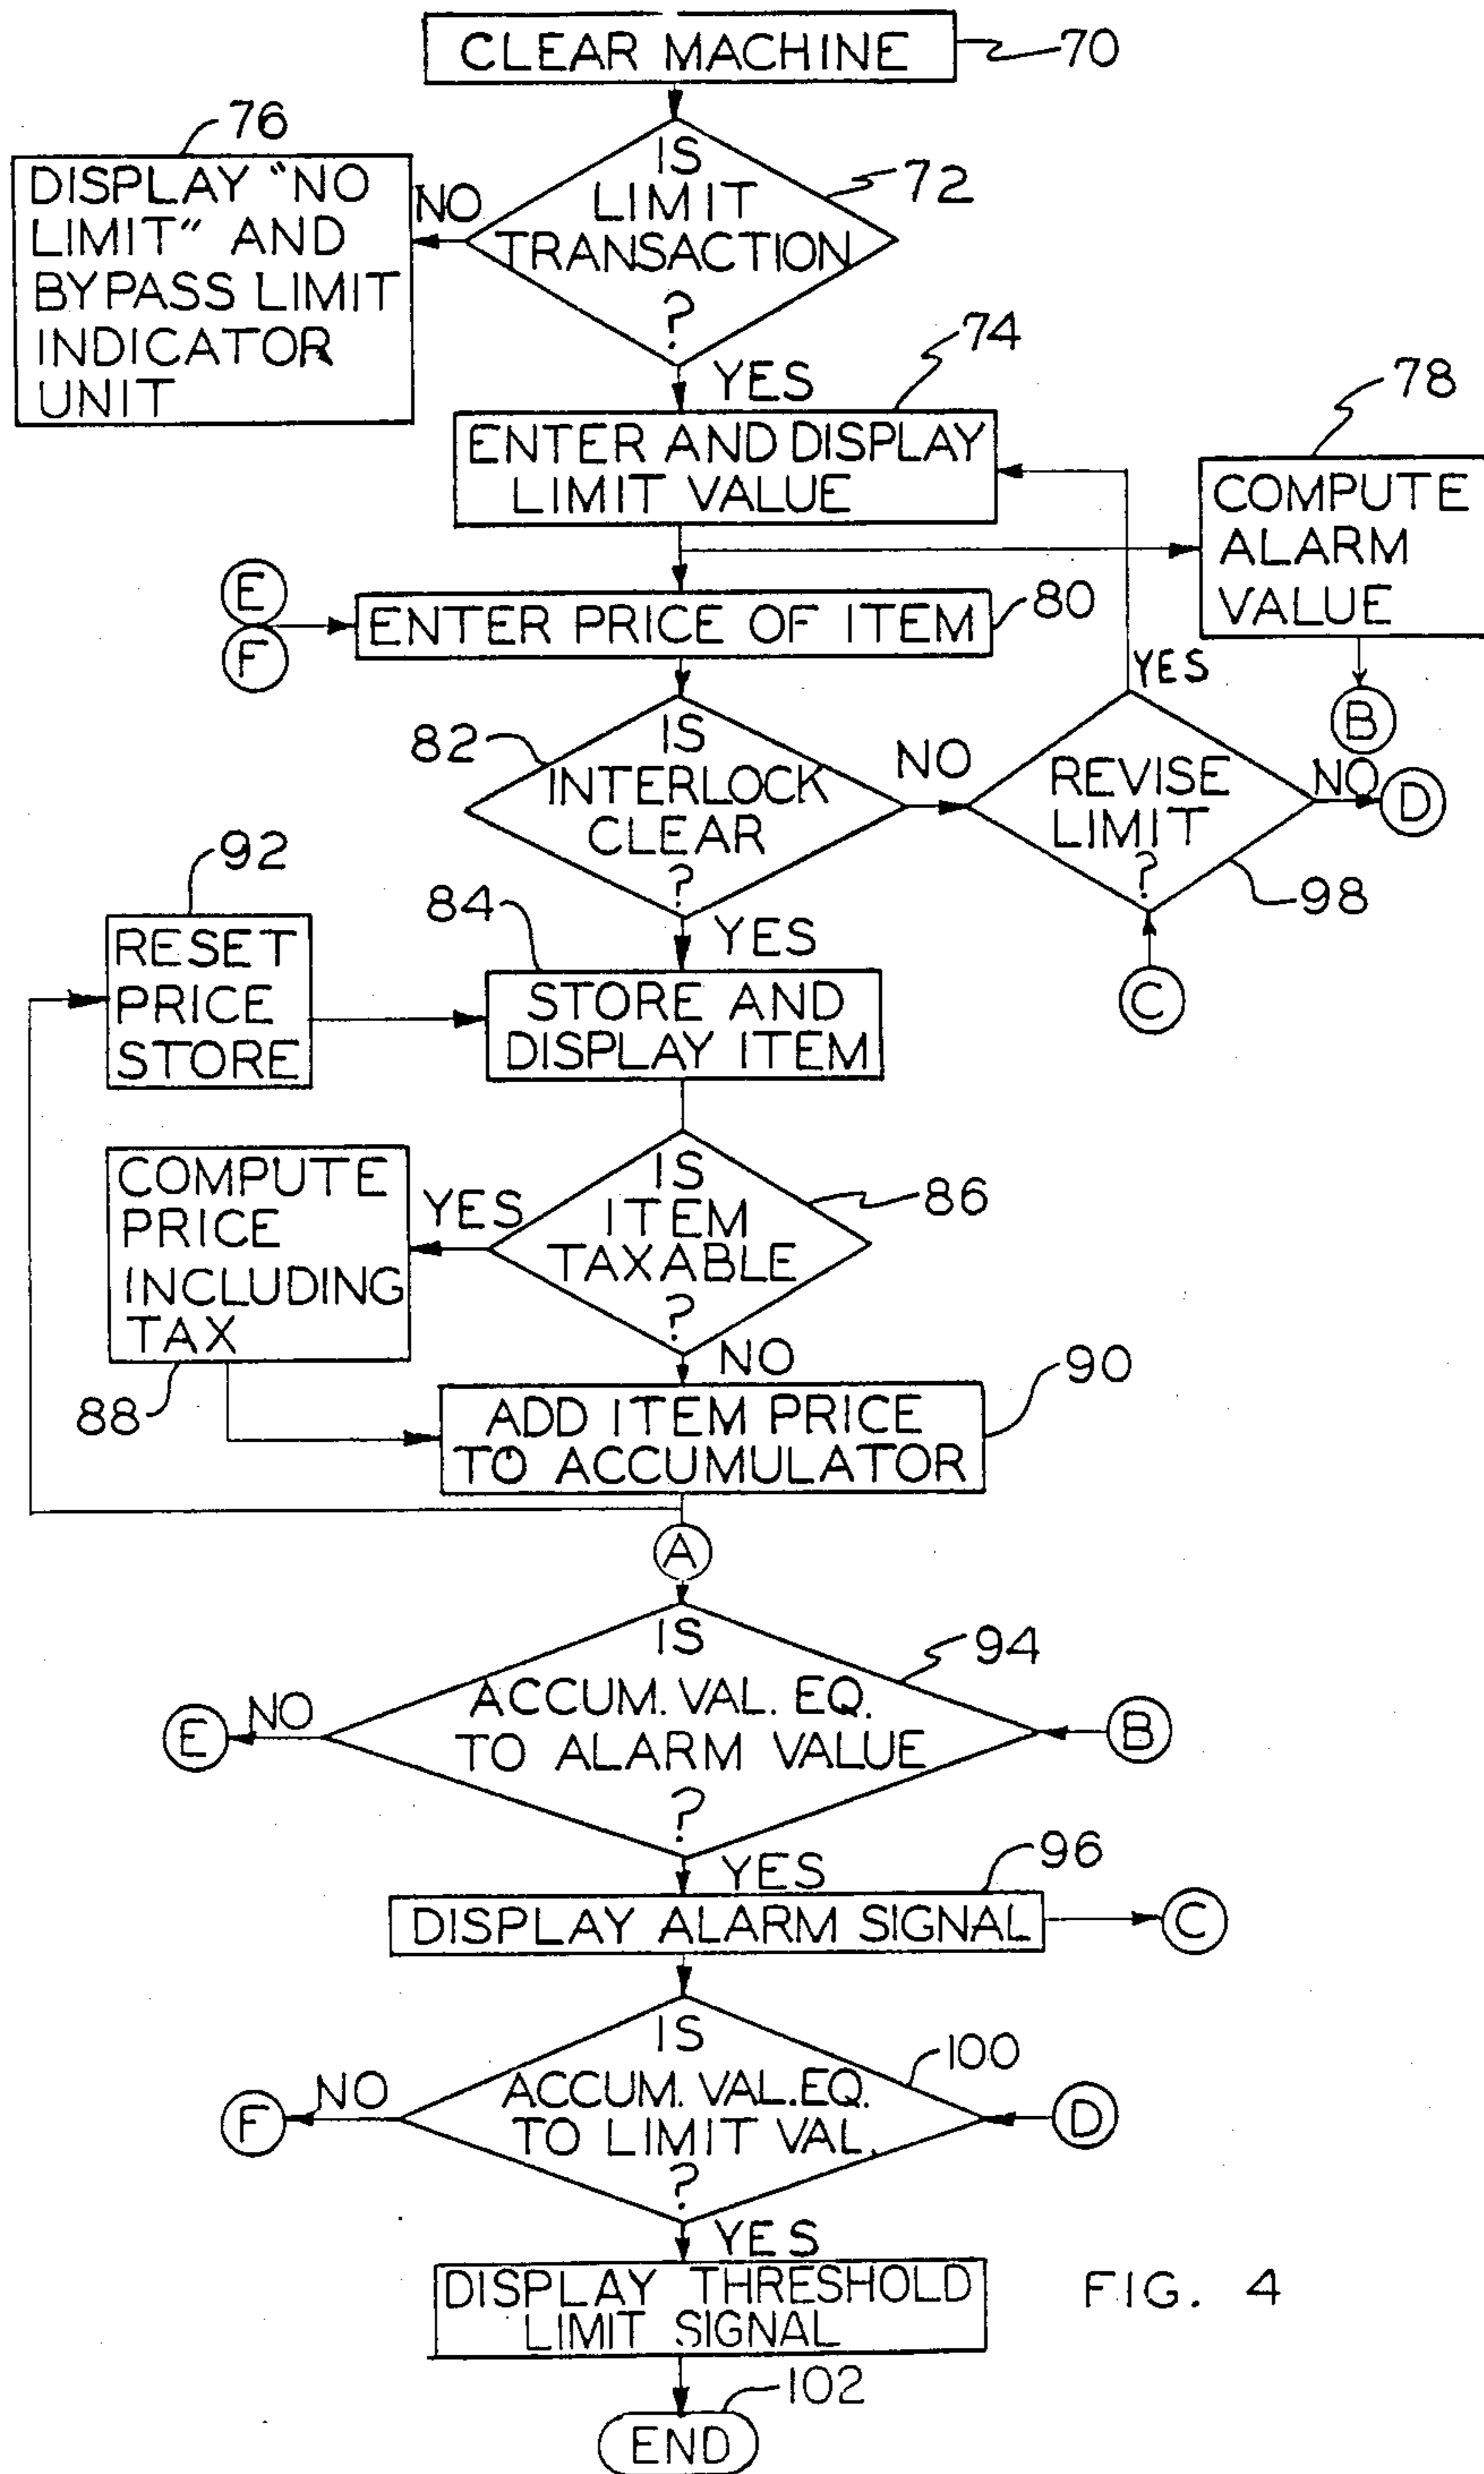 CLEAR MACHINE
70
76
IS
LIMIT
TRANSACTION
?
72
DISPLAY "NO
LIMIT" AND
BYPASS LIMIT
INDICATOR
UNIT
NO
YES
74
ENTER AND DISPLAY
LIMIT VALUE
78
COMPUTE
ALARM
VALUE
E
F
ENTER PRICE OF ITEM
80
YES
B
82
IS
INTERLOCK
CLEAR
?
NO
REVISE
LIMIT
?
NO
D
98
C
92
84
YES
RESET
PRICE
STORE
STORE AND
DISPLAY ITEM
COMPUTE
PRICE
INCLUDING
TAX
YES
IS
ITEM
TAXABLE
?
86
NO
88
90
ADD ITEM PRICE
TO ACCUMULATOR
A
IS
ACCUM. VAL. EQ.
TO ALARM VALUE
?
94
E
NO
B
YES
96
DISPLAY ALARM SIGNAL
C
IS
ACCUM. VAL. EQ.
TO LIMIT VAL.
?
100
F
NO
D
YES
DISPLAY THRESHOLD
LIMIT SIGNAL
FIG. 4
102
END